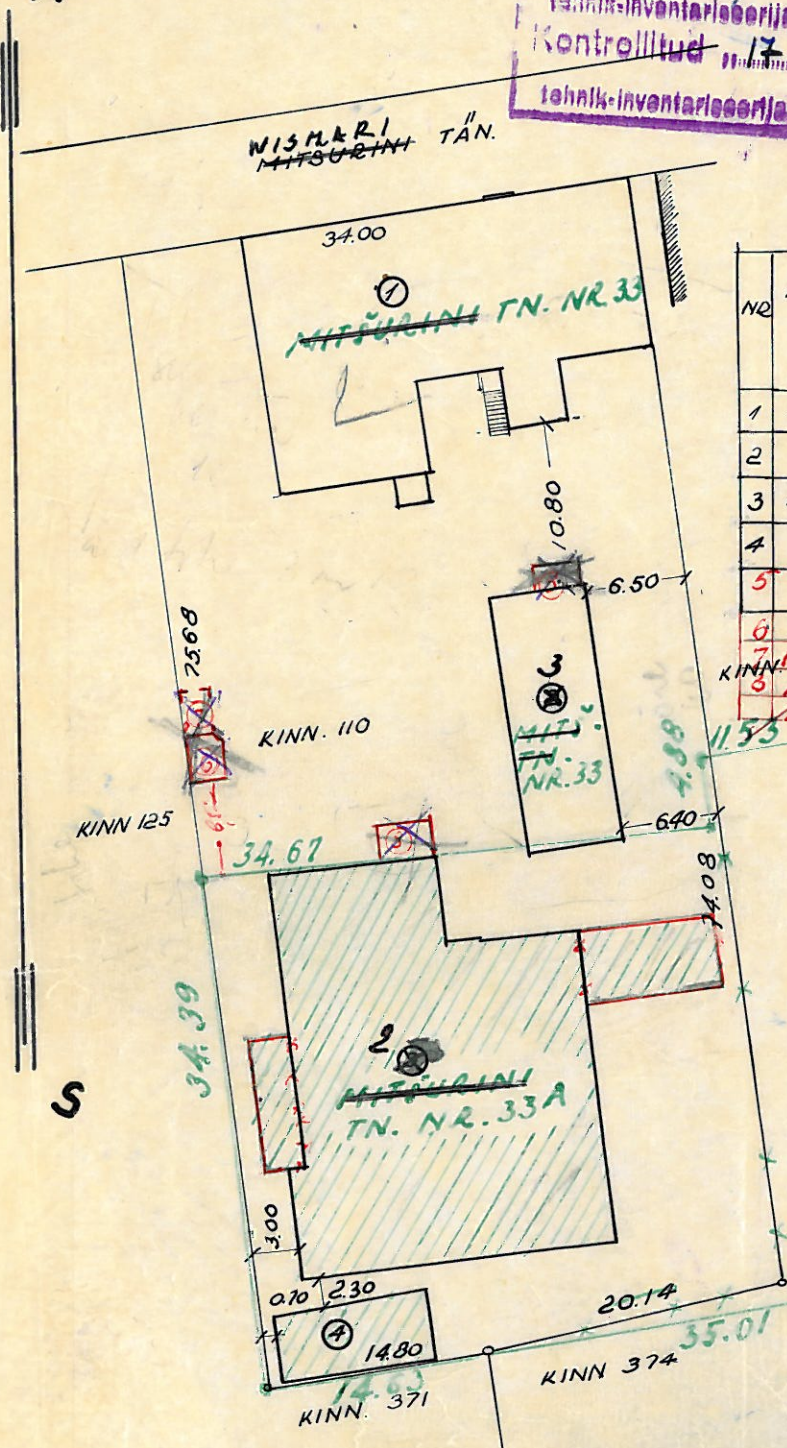 tehnik-inventariseerija
Kontrollitud 17
tehnik-inventariseerija
WISMARI
MITŠURINI TÄN.
34.00
1
MITŠURINI TN. NR. 33
NR
1
2
3
4
5
6
7
8
10.80
6.50
75.68
KINN. 110
3
MITŠ.
TN.
NR. 33
KINN.
11.53
4.88
KINN 125
6.40
34.67
74.08
34.39
2
MITŠURINI
TN. NR. 33A
S
3.00
0.70 2.30
4
14.80
14.63
20.14
35.01
KINN. 371
KINN 374